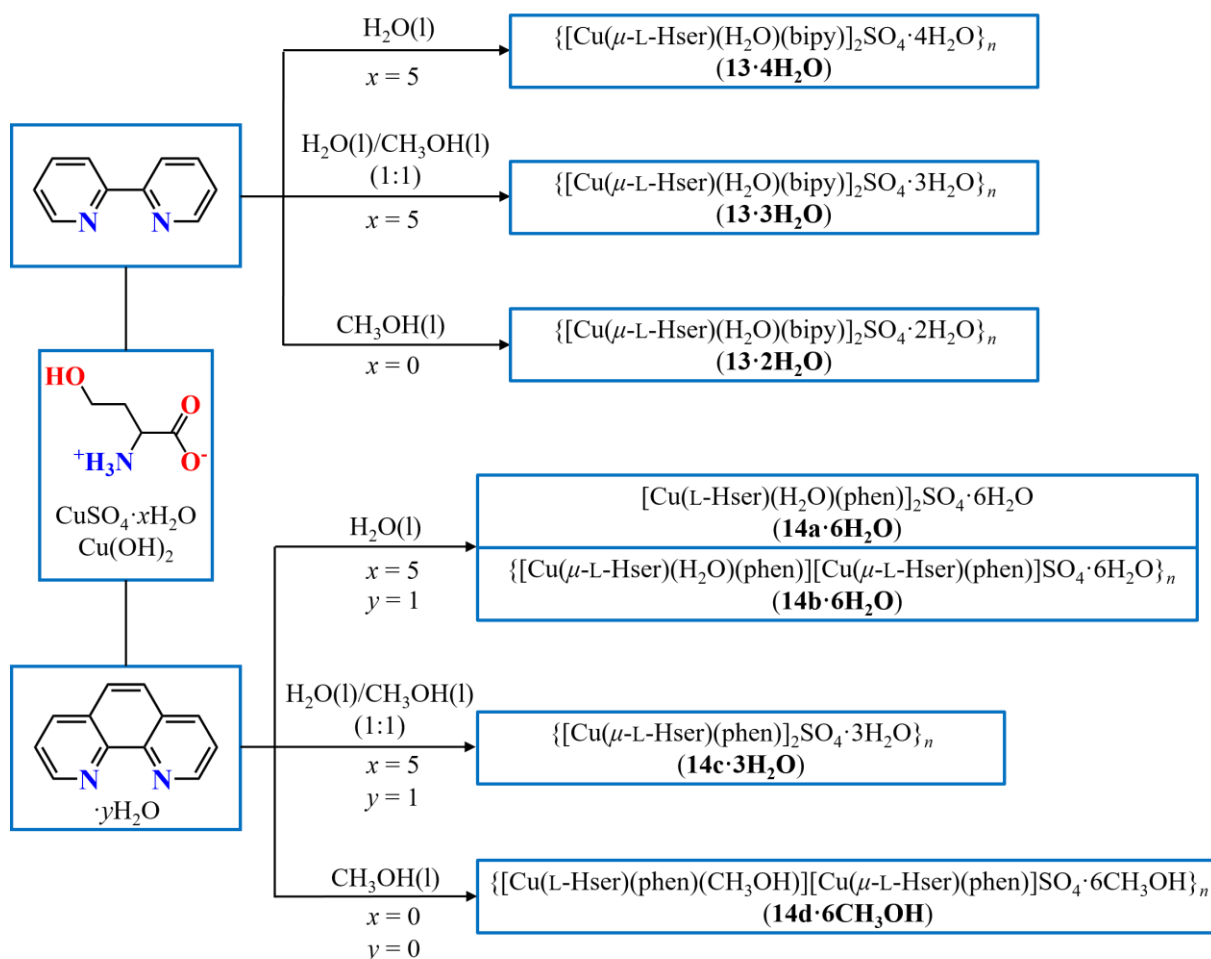 H₂O(l)
x = 5
{[Cu(μ-L-Hser)(H₂O)(bipy)]₂SO₄·4H₂O}ₙ
(13·4H₂O)
H₂O(l)/CH₃OH(l)
(1:1)
x = 5
{[Cu(μ-L-Hser)(H₂O)(bipy)]₂SO₄·3H₂O}ₙ
(13·3H₂O)
N N
CH₃OH(l)
x = 0
{[Cu(μ-L-Hser)(H₂O)(bipy)]₂SO₄·2H₂O}ₙ
(13·2H₂O)
HO
O
⁺H₃N
O⁻
CuSO₄·xH₂O
Cu(OH)₂
H₂O(l)
x = 5
y = 1
[Cu(L-Hser)(H₂O)(phen)]₂SO₄·6H₂O
(14a·6H₂O)
{[Cu(μ-L-Hser)(H₂O)(phen)][Cu(μ-L-Hser)(phen)]SO₄·6H₂O}ₙ
(14b·6H₂O)
N N
·yH₂O
H₂O(l)/CH₃OH(l)
(1:1)
x = 5
y = 1
{[Cu(μ-L-Hser)(phen)]₂SO₄·3H₂O}ₙ
(14c·3H₂O)
CH₃OH(l)
x = 0
y = 0
{[Cu(L-Hser)(phen)(CH₃OH)][Cu(μ-L-Hser)(phen)]SO₄·6CH₃OH}ₙ
(14d·6CH₃OH)